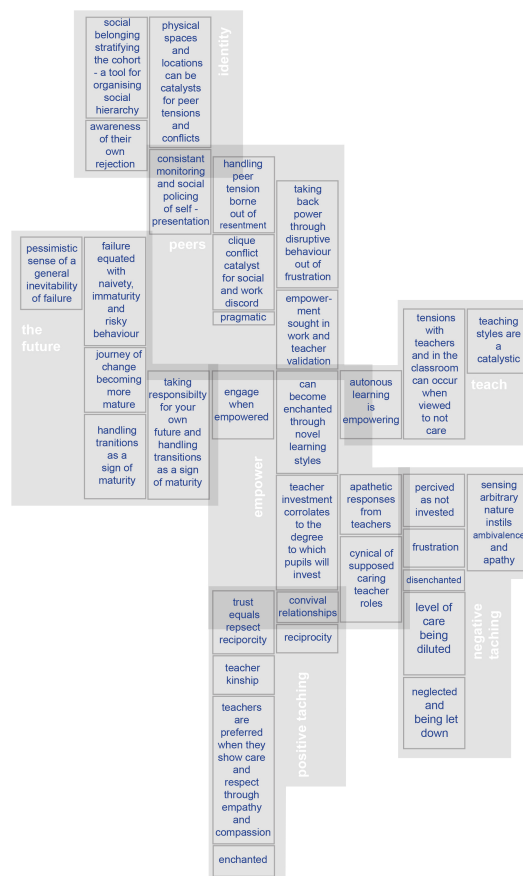 social
belonging
stratifying
the cohort
- a tool for
organising
social
hierarchy
physical
spaces
and
locations
can be
catalysts
for peer
tensions
and
conflicts
identity
awareness
of their
own
rejection
consistant
monitoring
and social
policing
of self -
presentation
handling
peer
tension
borne
out of
resentment
taking
back
power
through
disruptive
behaviour
out of
frustration
peers
clique
conflict
catalyst
for social
and work
discord
pragmatic
empower-
ment
sought in
work and
teacher
validation
pessimistic
sense of a
general
inevitability
of failure
failure
equated
with
naivety,
immaturity
and
risky
behaviour
the
future
journey of
change
becoming
more
mature
handling
tranitions
as a
sign of
maturity
taking
responsibilty
for your
own
future and
handling
transitions
as a sign
of maturity
engage
when
empowered
can
become
enchanted
through
novel
learning
styles
autonous
learning
is
empowering
tensions
with
teachers
and in the
classroom
can occur
when
viewed
to not
care
teaching
styles are
a
catalystic
teach
empower
teacher
investment
corrolates
to the
degree
to which
pupils will
invest
apathetic
responses
from
teachers
cynical of
supposed
caring
teacher
roles
percived
as not
invested
sensing
arbitrary
nature
instils
ambivalence
and
apathy
frustration
disenchanted
level of
care
being
diluted
neglected
and
being let
down
negative
taching
trust
equals
repsect
reciporcity
convival
relationships
reciprocity
teacher
kinship
positive taching
teachers
are
preferred
when they
show care
and
respect
through
empathy
and
compassion
enchanted